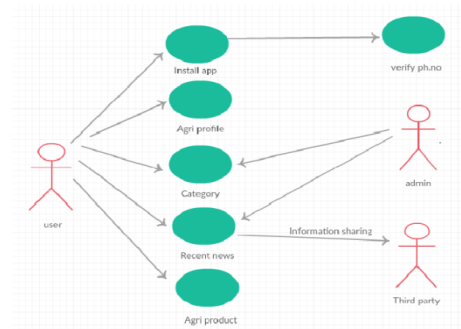 Install app
verify ph.no
Agri profile
Category
admin
user
Information sharing
Recent news
Third party
Agri product